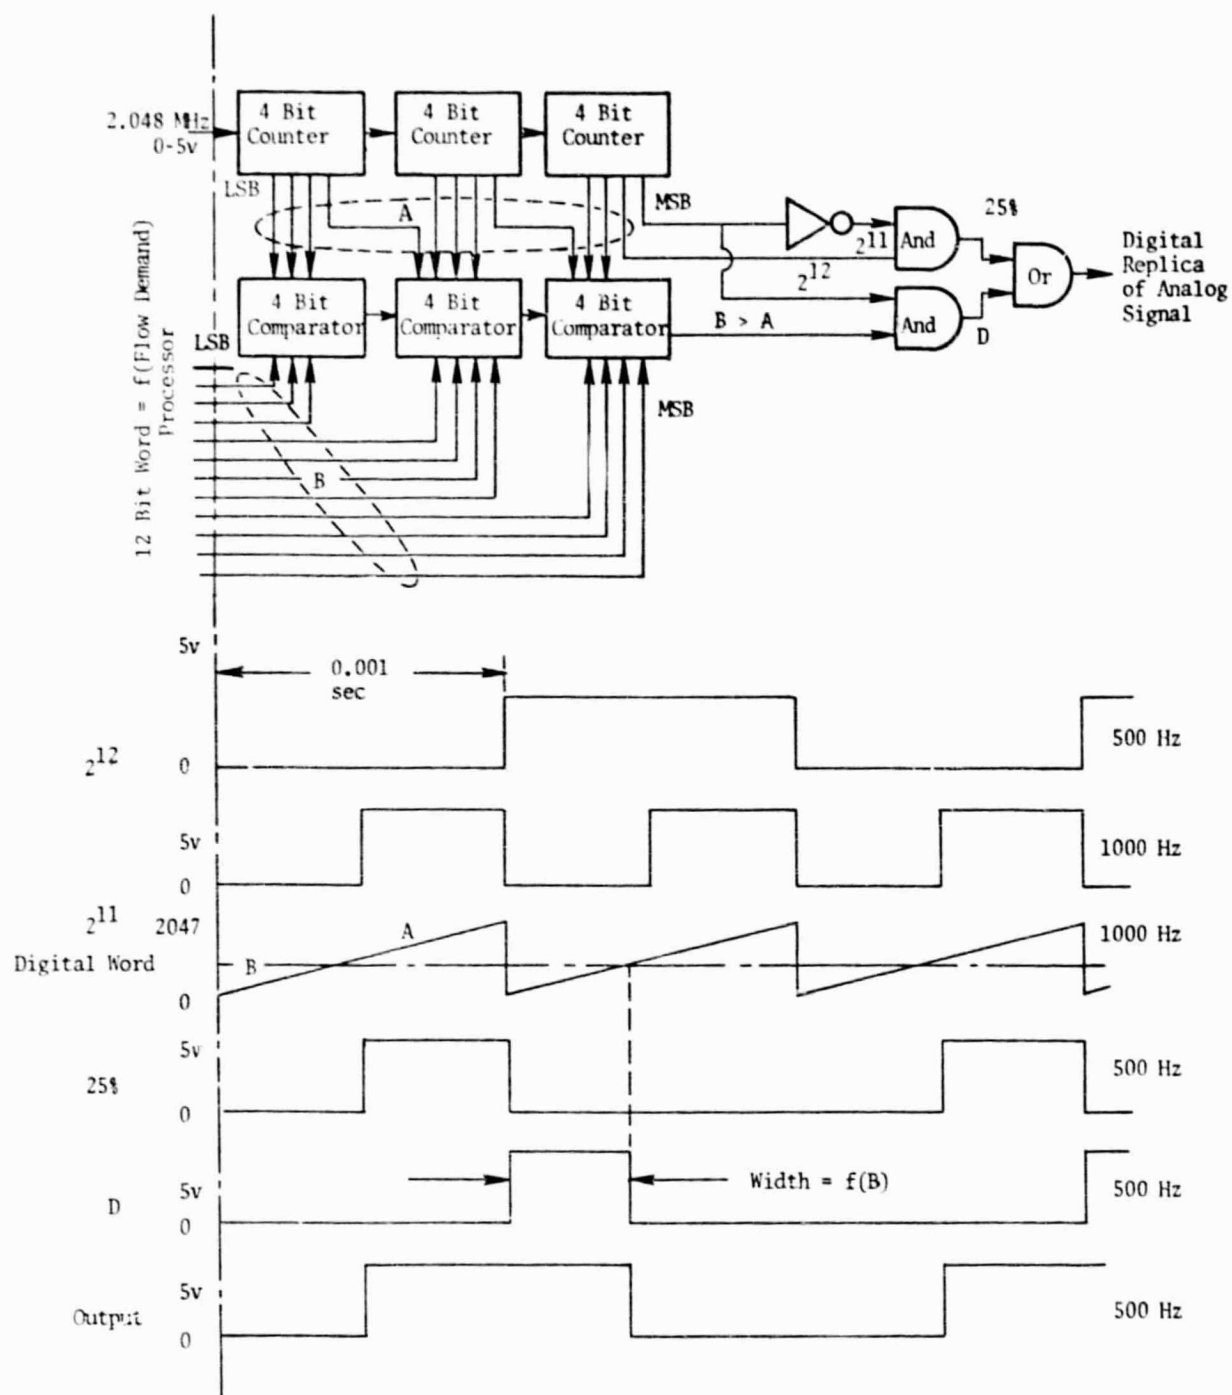 2.048 MHz
0-5v
4 Bit
Counter
4 Bit
Counter
4 Bit
Counter
LSB
A
MSB
2^11
2^12
25%
And
And
Or
D
B > A
Digital
Replica
of Analog
Signal
4 Bit
Comparator
4 Bit
Comparator
4 Bit
Comparator
LSB
MSB
B
12 Bit Word = f(Flow Demand)
Processor
5v
0.001
sec
2^12
0
500 Hz
5v
0
1000 Hz
2^11
Digital Word
2047
A
B
0
1000 Hz
25%
5v
0
500 Hz
D
5v
0
Width = f(B)
500 Hz
Output
5v
0
500 Hz